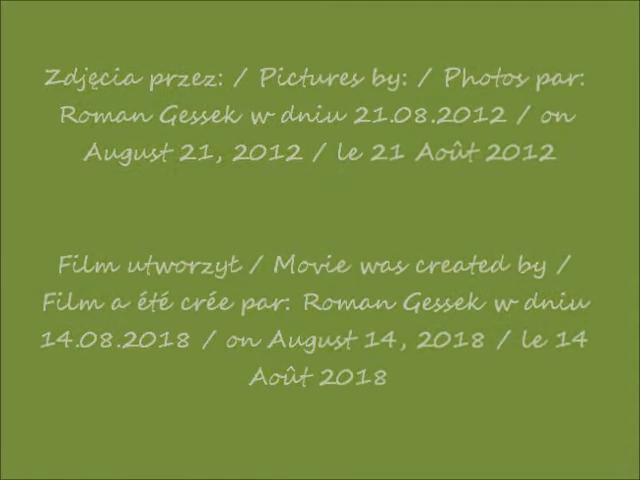 Zdjęcia przez: / Pictures by: / Photos par:
Roman Gessek w dniu 21.08.2012 / on
August 21, 2012 / le 21 Août 2012
Film utworzył / Movie was created by /
Film a été crée par: Roman Gessek w dniu
14.08.2018 / on August 14, 2018 / le 14
Août 2018